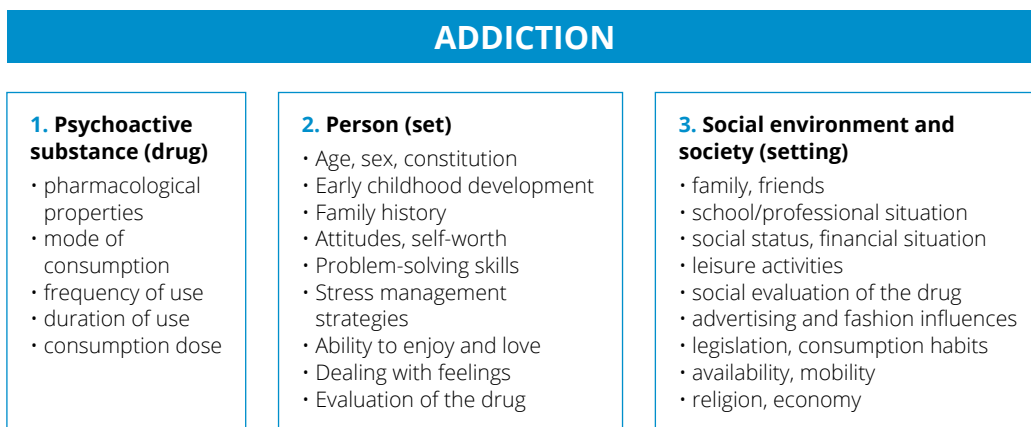 ADDICTION
1. Psychoactive
substance (drug)
• pharmacological
properties
• mode of
consumption
• frequency of use
• duration of use
• consumption dose
2. Person (set)
• Age, sex, constitution
• Early childhood development
• Family history
• Attitudes, self-worth
• Problem-solving skills
• Stress management
strategies
• Ability to enjoy and love
• Dealing with feelings
• Evaluation of the drug
3. Social environment and
society (setting)
• family, friends
• school/professional situation
• social status, financial situation
• leisure activities
• social evaluation of the drug
• advertising and fashion influences
• legislation, consumption habits
• availability, mobility
• religion, economy